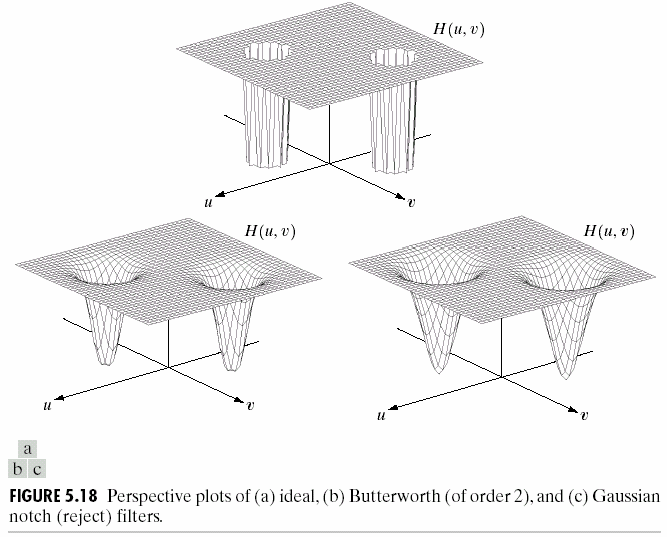 H(u, v)
u
v
H(u, v)
H(u, v)
u
v
u
v
a
b c
FIGURE 5.18 Perspective plots of (a) ideal, (b) Butterworth (of order 2), and (c) Gaussian
notch (reject) filters.